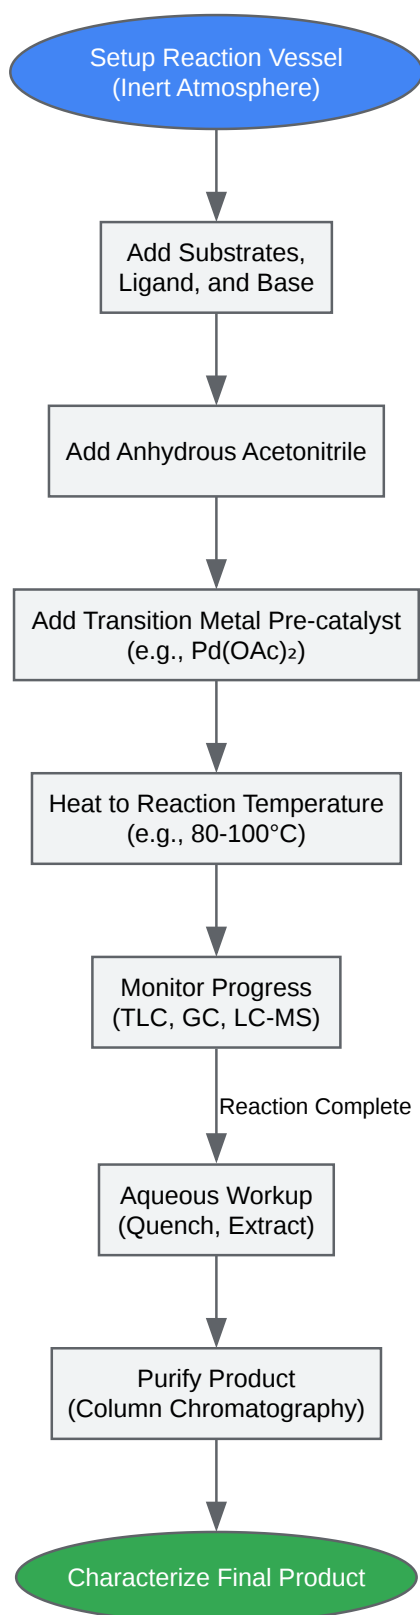 Setup Reaction Vessel
(Inert Atmosphere)
Add Substrates,
Ligand, and Base
Add Anhydrous Acetonitrile
Add Transition Metal Pre-catalyst
(e.g., Pd(OAc)₂)
Heat to Reaction Temperature
(e.g., 80-100°C)
Monitor Progress
(TLC, GC, LC-MS)
Reaction Complete
Aqueous Workup
(Quench, Extract)
Purify Product
(Column Chromatography)
Characterize Final Product